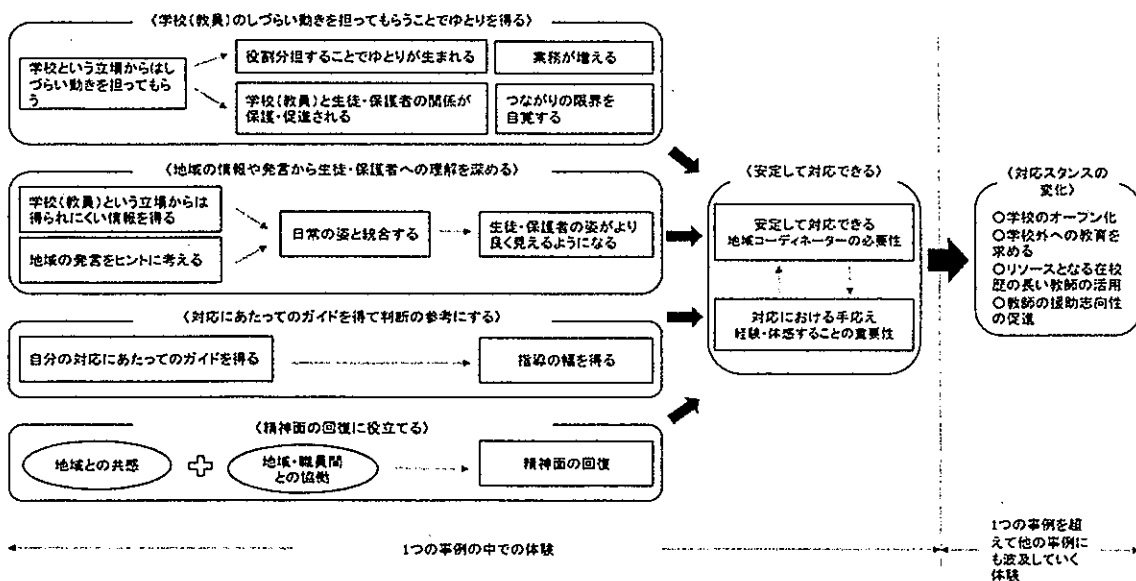 〈学校(教員)のしづらい動きを担ってもらうことでゆとりを得る〉
学校という立場からはし
づらい動きを担ってもら
う
役割分担することでゆとりが生まれる
業務が増える
学校(教員)と生徒・保護者の関係が
保護・促進される
つながりの限界を
自覚する
〈地域の情報や発言から生徒・保護者への理解を深める〉
学校(教員)という立場からは
得られにくい情報を得る
地域の発言をヒントに考える
日常の姿と統合する
生徒・保護者の姿がより
良く見えるようになる
〈対応にあたってのガイドを得て判断の参考にする〉
自分の対応にあたってのガイドを得る
指導の幅を得る
〈精神面の回復に役立てる〉
地域との共感
地域・職員間
との協働
精神面の回復
〈安定して対応できる〉
安定して対応できる
地域コーディネーターの必要性
対応における手応え
経験・体感することの重要性
〈対応スタンスの
変化〉
○学校のオープン化
○学校外への教育を
求める
○リソースとなる在校
歴の長い教師の活用
○教師の援助志向性
の促進
1つの事例の中での体験
1つの事例を超
えて他の事例に
も波及していく
体験